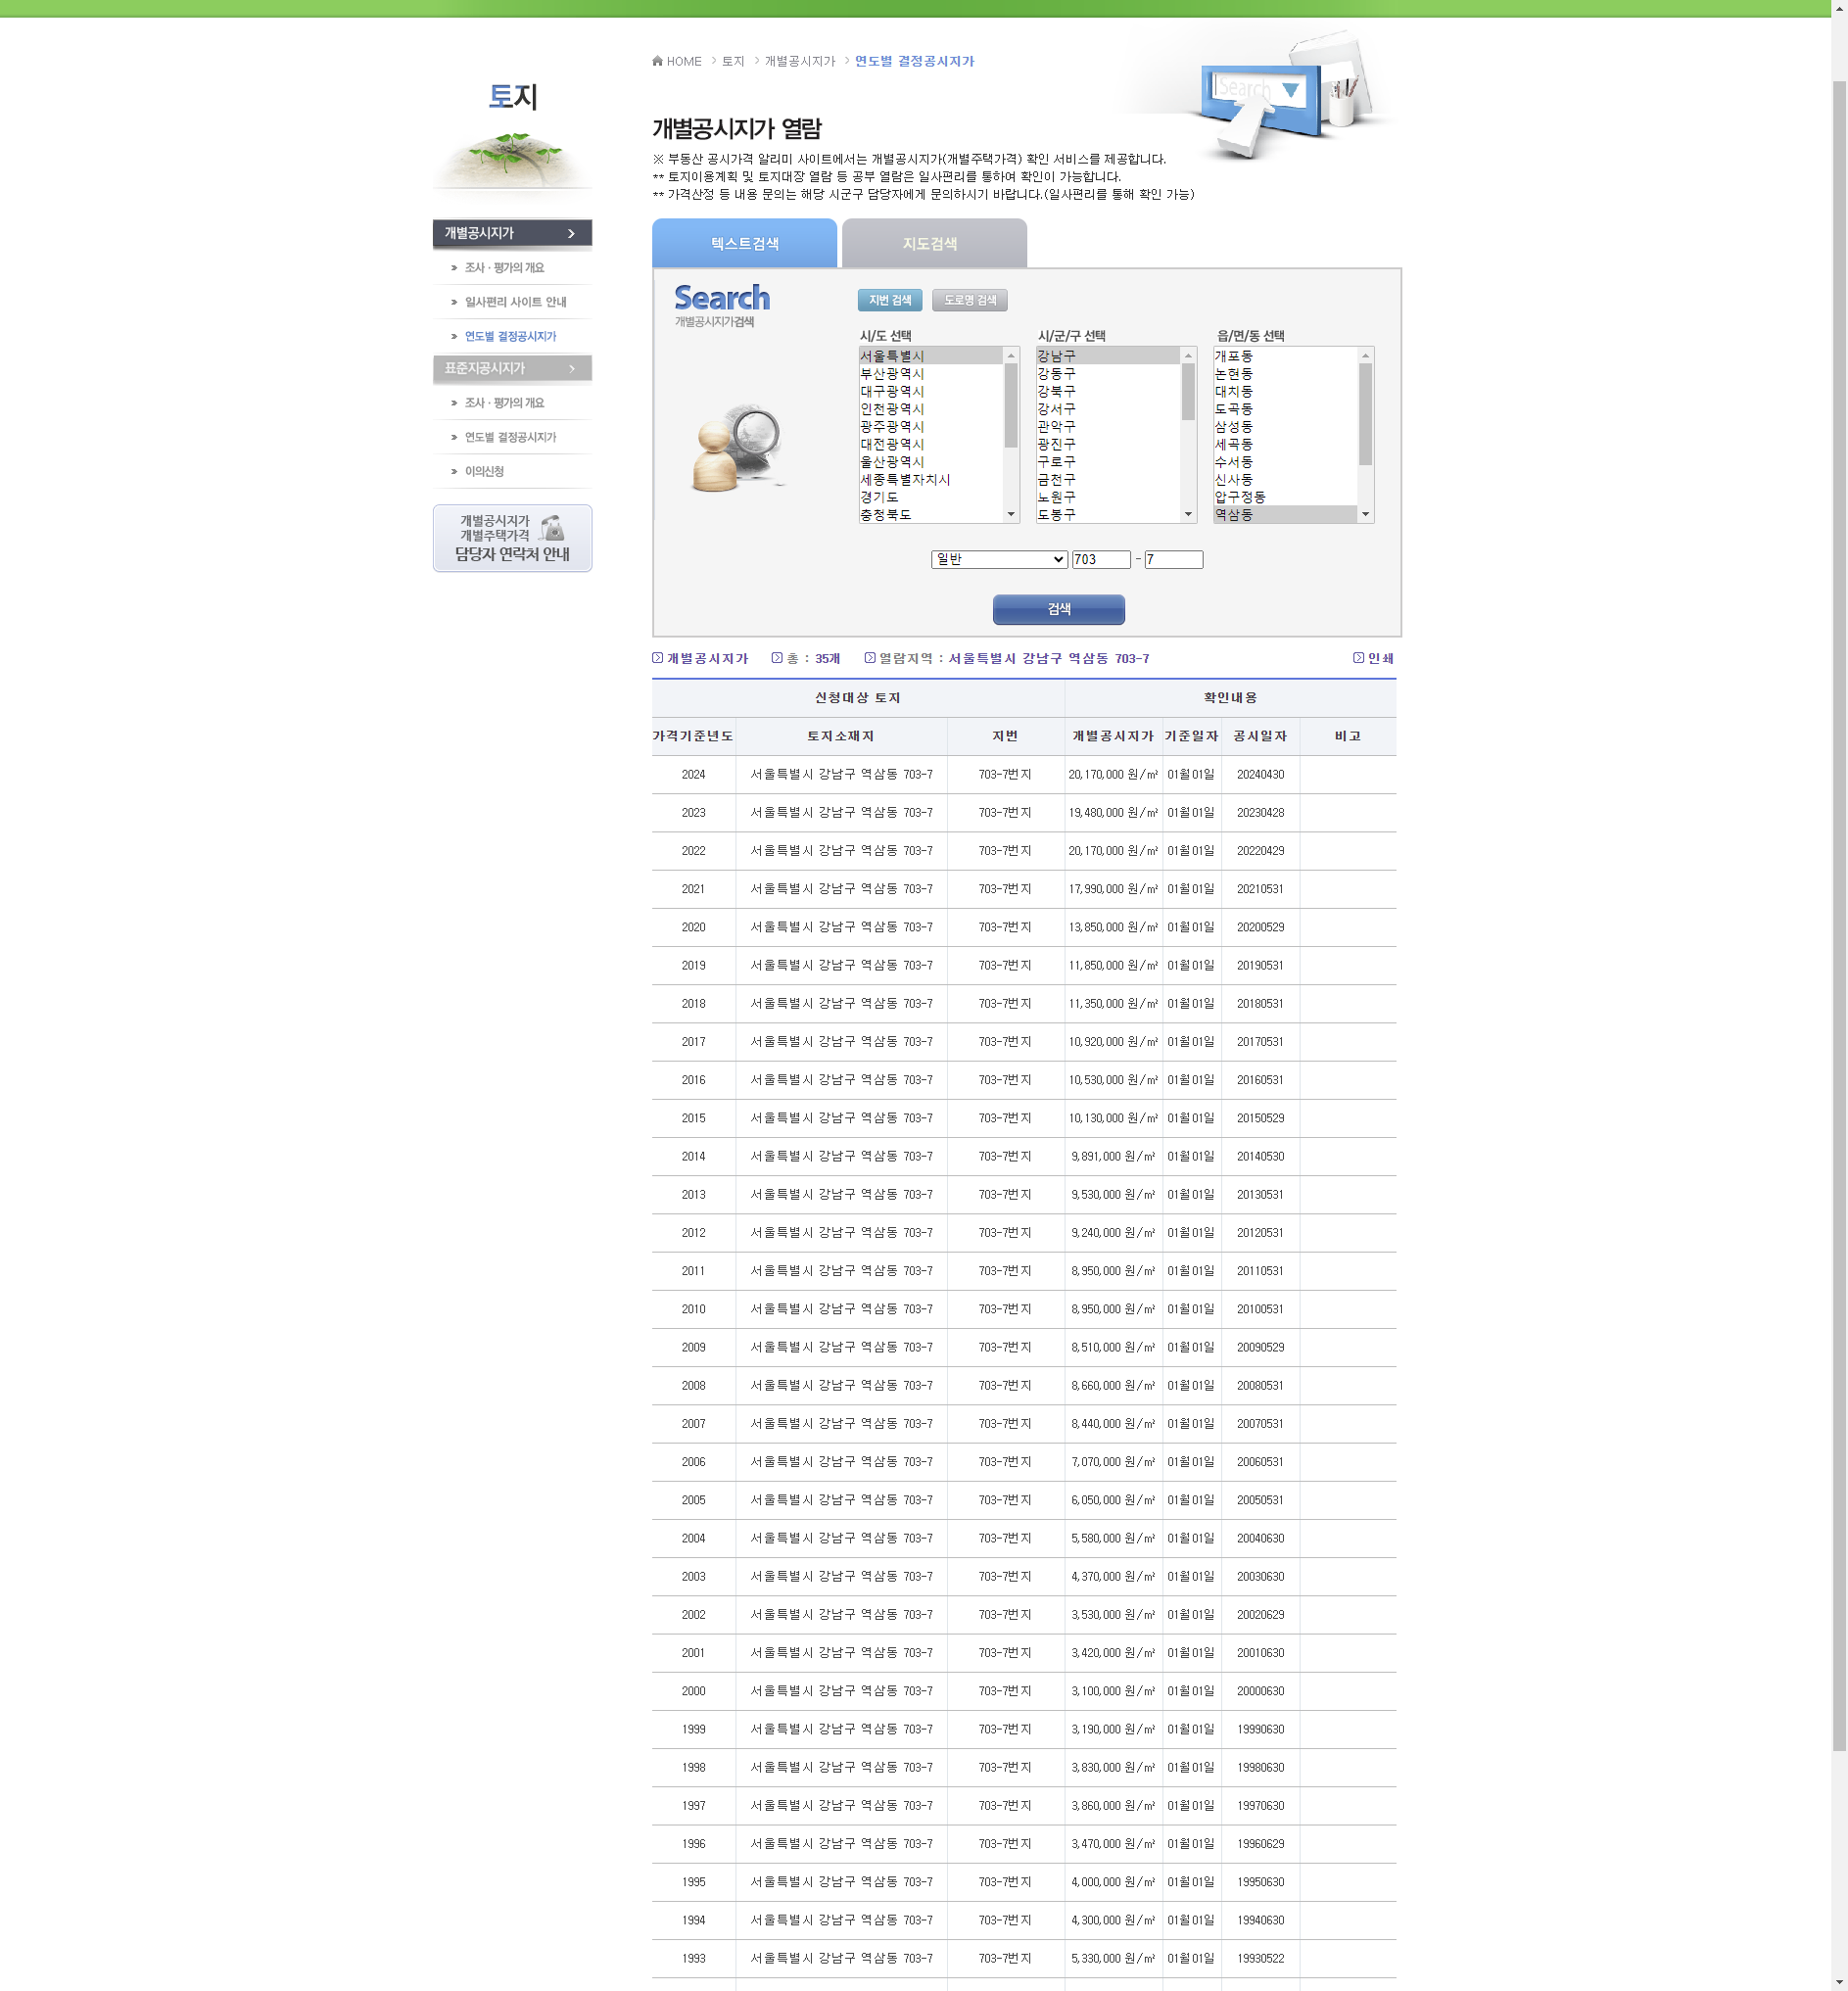 HOME > 토지 > 개별공시지가 > 연도별 결정공시지가
토지
Search
개별공시지가 열람
※ 부동산 공시가격 알리미 사이트에서는 개별공시지가(개별주택가격) 확인 서비스를 제공합니다.
** 토지이용계획 및 토지대장 열람 등 공부 열람은 일사편리를 통하여 확인이 가능합니다.
** 가격산정 등 내용 문의는 해당 시군구 담당자에게 문의하시기 바랍니다.(일사편리를 통해 확인 가능)
개별공시지가
조사 · 평가의 개요
일사편리 사이트 안내
연도별 결정공시지가
표준지공시지가
조사 · 평가의 개요
연도별 결정공시지가
이의신청
개별공시지가
개별주택가격
담당자 연락처 안내
텍스트검색 지도검색
Search
개별공시지가검색
지번 검색 도로명 검색
시/도 선택 시/군/구 선택 읍/면/동 선택
서울특별시 강남구 개포동
부산광역시 강동구 논현동
대구광역시 강북구 대치동
인천광역시 강서구 도곡동
광주광역시 관악구 삼성동
대전광역시 광진구 세곡동
울산광역시 구로구 수서동
세종특별자치시 금천구 신사동
경기도 노원구 압구정동
충청북도 도봉구 역삼동
일반 703 - 7
검색
개별공시지가 총 : 35개 열람지역 : 서울특별시 강남구 역삼동 703-7 인쇄
신청대상 토지 확인내용
가격기준년도 토지소재지 지번 개별공시지가 기준일자 공시일자 비고
2024 서울특별시 강남구 역삼동 703-7 703-7번지 20,170,000 원/㎡ 01월01일 20240430
2023 서울특별시 강남구 역삼동 703-7 703-7번지 19,480,000 원/㎡ 01월01일 20230428
2022 서울특별시 강남구 역삼동 703-7 703-7번지 20,170,000 원/㎡ 01월01일 20220429
2021 서울특별시 강남구 역삼동 703-7 703-7번지 17,990,000 원/㎡ 01월01일 20210531
2020 서울특별시 강남구 역삼동 703-7 703-7번지 13,850,000 원/㎡ 01월01일 20200529
2019 서울특별시 강남구 역삼동 703-7 703-7번지 11,850,000 원/㎡ 01월01일 20190531
2018 서울특별시 강남구 역삼동 703-7 703-7번지 11,350,000 원/㎡ 01월01일 20180531
2017 서울특별시 강남구 역삼동 703-7 703-7번지 10,920,000 원/㎡ 01월01일 20170531
2016 서울특별시 강남구 역삼동 703-7 703-7번지 10,530,000 원/㎡ 01월01일 20160531
2015 서울특별시 강남구 역삼동 703-7 703-7번지 10,130,000 원/㎡ 01월01일 20150529
2014 서울특별시 강남구 역삼동 703-7 703-7번지 9,891,000 원/㎡ 01월01일 20140530
2013 서울특별시 강남구 역삼동 703-7 703-7번지 9,530,000 원/㎡ 01월01일 20130531
2012 서울특별시 강남구 역삼동 703-7 703-7번지 9,240,000 원/㎡ 01월01일 20120531
2011 서울특별시 강남구 역삼동 703-7 703-7번지 8,950,000 원/㎡ 01월01일 20110531
2010 서울특별시 강남구 역삼동 703-7 703-7번지 8,950,000 원/㎡ 01월01일 20100531
2009 서울특별시 강남구 역삼동 703-7 703-7번지 8,510,000 원/㎡ 01월01일 20090529
2008 서울특별시 강남구 역삼동 703-7 703-7번지 8,660,000 원/㎡ 01월01일 20080531
2007 서울특별시 강남구 역삼동 703-7 703-7번지 8,440,000 원/㎡ 01월01일 20070531
2006 서울특별시 강남구 역삼동 703-7 703-7번지 7,070,000 원/㎡ 01월01일 20060531
2005 서울특별시 강남구 역삼동 703-7 703-7번지 6,050,000 원/㎡ 01월01일 20050531
2004 서울특별시 강남구 역삼동 703-7 703-7번지 5,580,000 원/㎡ 01월01일 20040630
2003 서울특별시 강남구 역삼동 703-7 703-7번지 4,370,000 원/㎡ 01월01일 20030630
2002 서울특별시 강남구 역삼동 703-7 703-7번지 3,530,000 원/㎡ 01월01일 20020629
2001 서울특별시 강남구 역삼동 703-7 703-7번지 3,420,000 원/㎡ 01월01일 20010630
2000 서울특별시 강남구 역삼동 703-7 703-7번지 3,100,000 원/㎡ 01월01일 20000630
1999 서울특별시 강남구 역삼동 703-7 703-7번지 3,190,000 원/㎡ 01월01일 19990630
1998 서울특별시 강남구 역삼동 703-7 703-7번지 3,830,000 원/㎡ 01월01일 19980630
1997 서울특별시 강남구 역삼동 703-7 703-7번지 3,860,000 원/㎡ 01월01일 19970630
1996 서울특별시 강남구 역삼동 703-7 703-7번지 3,470,000 원/㎡ 01월01일 19960629
1995 서울특별시 강남구 역삼동 703-7 703-7번지 4,000,000 원/㎡ 01월01일 19950630
1994 서울특별시 강남구 역삼동 703-7 703-7번지 4,300,000 원/㎡ 01월01일 19940630
1993 서울특별시 강남구 역삼동 703-7 703-7번지 5,330,000 원/㎡ 01월01일 19930522